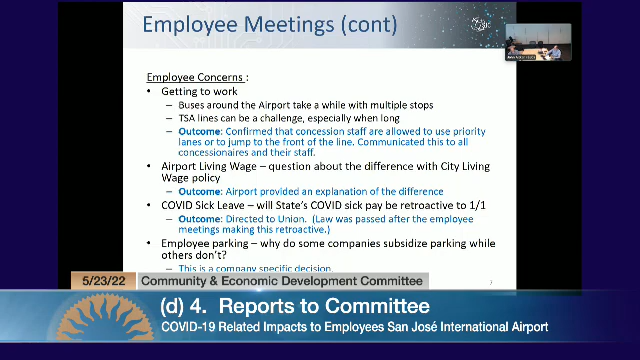 Employee Meetings (cont)
Employee Concerns :
• Getting to work
– Buses around the Airport take a while with multiple stops
– TSA lines can be a challenge, especially when long
– Outcome: Confirmed that concession staff are allowed to use priority
lanes or to jump to the front of the line. Communicated this to all
concessionaires and their staff.
• Airport Living Wage – question about the difference with City Living
Wage policy
– Outcome: Airport provided an explanation of the difference
• COVID Sick Leave – will State's COVID sick pay be retroactive to 1/1?
– Outcome: Directed to Union. (Law was passed after the employee
meetings making this retroactive.)
• Employee parking – why do some companies subsidize parking while
others don't?
– This is a company specific decision.
5/23/22 Community & Economic Development Committee
(d) 4. Reports to Committee
COVID-19 Related Impacts to Employees San José International Airport